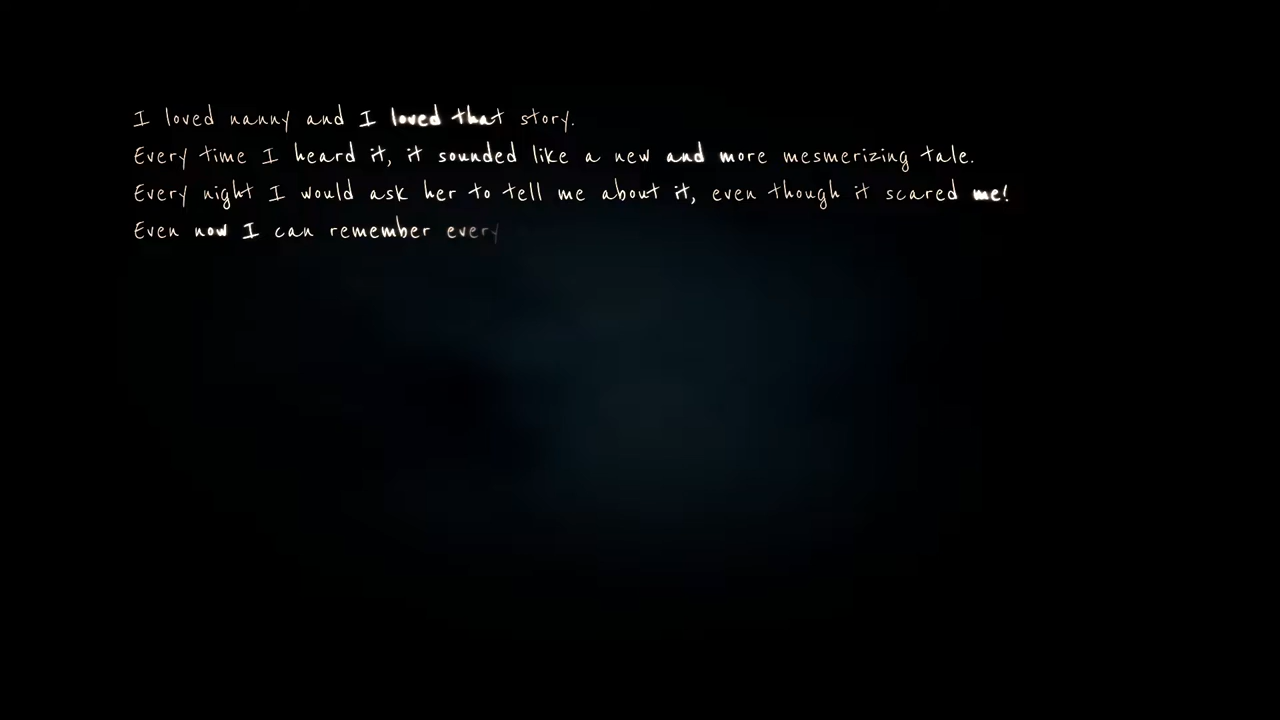 I loved nanny and I loved that story.
Every time I heard it, it sounded like a new and more mesmerizing tale.
Every night I would ask her to tell me about it, even though it scared me!
Even now I can remember every